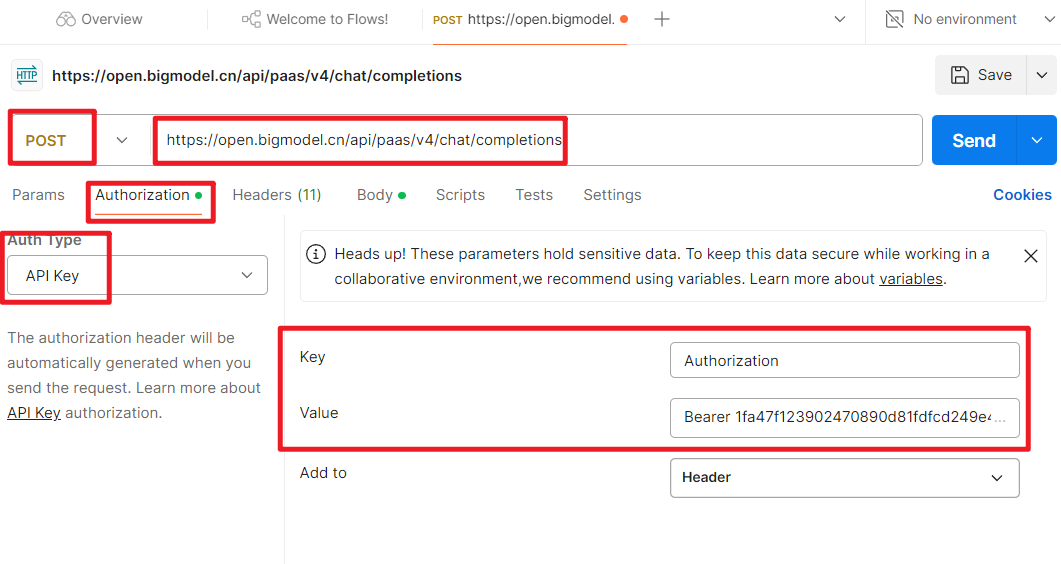 Overview
Welcome to Flows!
POST https://open.bigmodel.
No environment
HTTP https://open.bigmodel.cn/api/paas/v4/chat/completions
Save
POST
https://open.bigmodel.cn/api/paas/v4/chat/completions
Send
Params
Authorization
Headers (11)
Body
Scripts
Tests
Settings
Cookies
Auth Type
API Key
The authorization header will be
automatically generated when you
send the request. Learn more about
API Key authorization.
Heads up! These parameters hold sensitive data. To keep this data secure while working in a
collaborative environment,we recommend using variables. Learn more about variables.
Key
Authorization
Value
Bearer 1fa47f123902470890d81fdfcd249e4...
Add to
Header